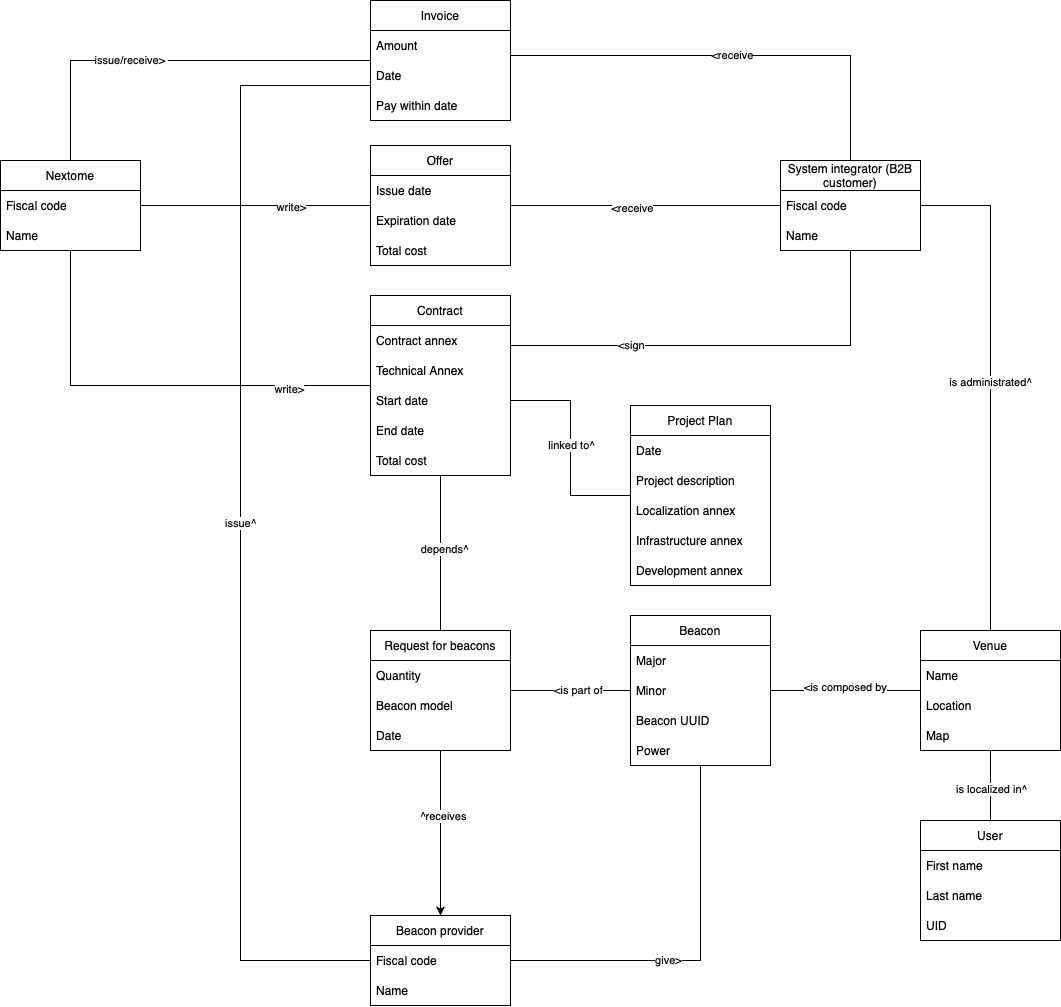 Invoice
Amount
Date
Pay within date
issue/receive>
<receive
Nextome
Fiscal code
Name
Offer
Issue date
Expiration date
Total cost
write>
<receive
System integrator (B2B
customer)
Fiscal code
Name
Contract
Contract annex
Technical Annex
Start date
End date
Total cost
<sign
write>
is administrated^
linked to^
Project Plan
Date
Project description
Localization annex
Infrastructure annex
Development annex
issue^
depends^
Request for beacons
Quantity
Beacon model
Date
<is part of
Beacon
Major
Minor
Beacon UUID
Power
<is composed by
Venue
Name
Location
Map
is localized in^
^receives
User
First name
Last name
UID
Beacon provider
Fiscal code
Name
give>